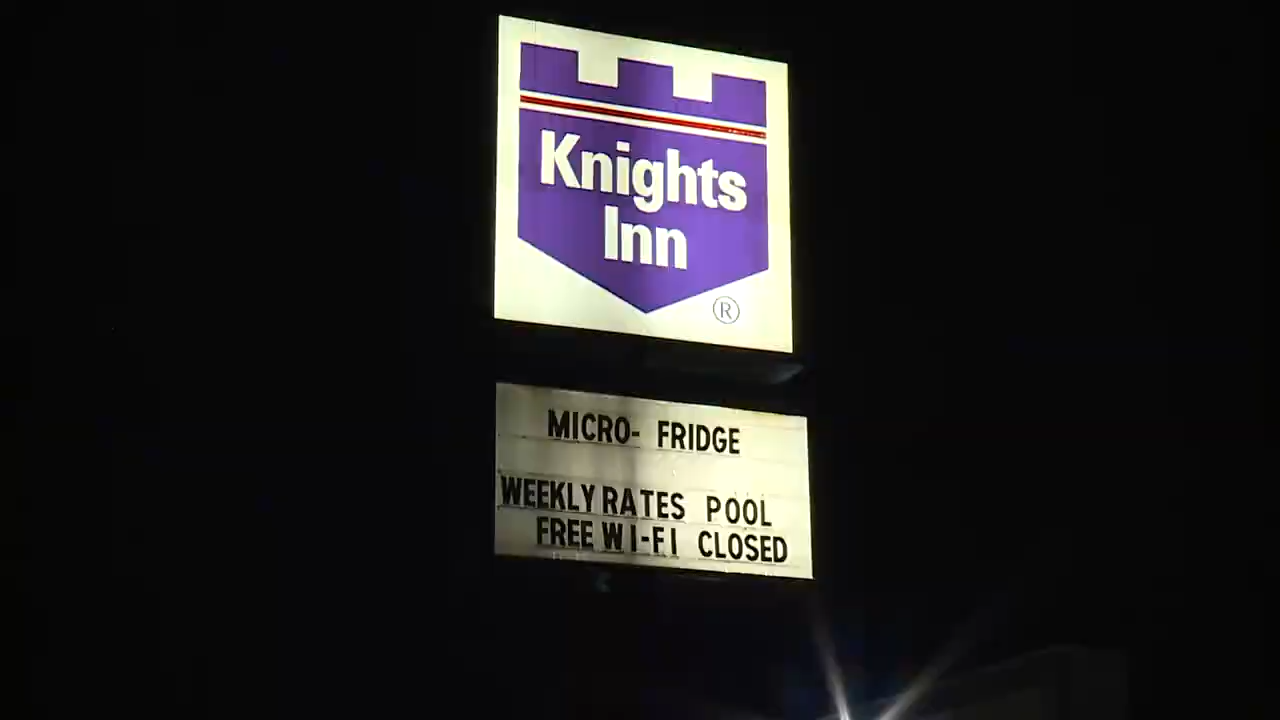 Knights
Inn
®
MICRO- FRIDGE
WEEKLY RATES POOL
FREE WI-FI CLOSED